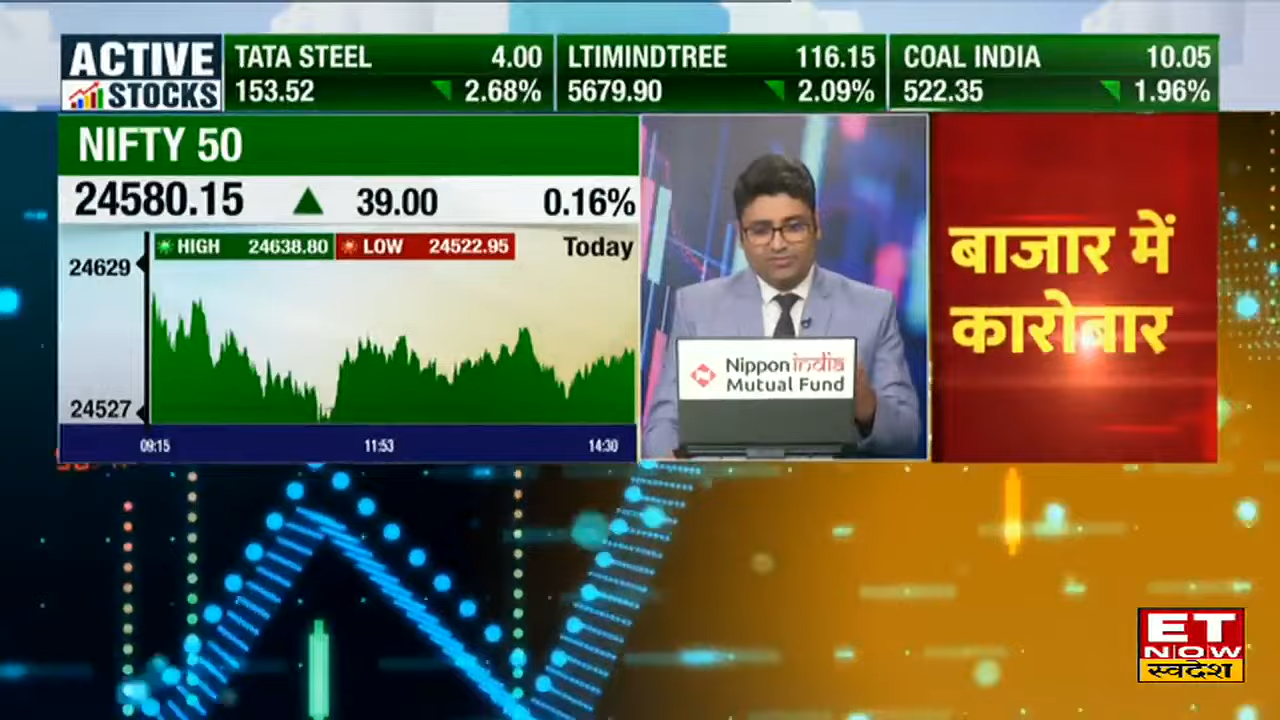 ACTIVE
STOCKS
TATA STEEL 4.00
153.52 2.68%
LTIMINDTREE 116.15
5679.90 2.09%
COAL INDIA 10.05
522.35 1.96%
NIFTY 50
24580.15 39.00 0.16%
HIGH 24638.80 LOW 24522.95 Today
24629
24527
09:15 11:53 14:30
Nippon india
Mutual Fund
बाजार में
कारोबार
ET
NOW
स्वदेश